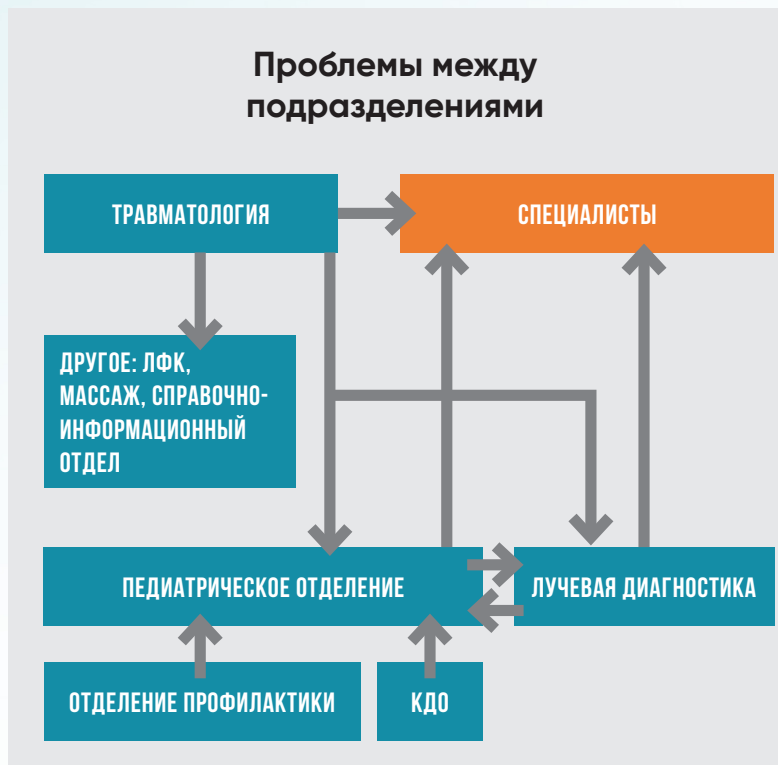 Проблемы между
подразделениями
ТРАВМАТОЛОГИЯ
СПЕЦИАЛИСТЫ
ДРУГОЕ: ЛФК,
МАССАЖ, СПРАВОЧНО-
ИНФОРМАЦИОННЫЙ
ОТДЕЛ
ПЕДИАТРИЧЕСКОЕ ОТДЕЛЕНИЕ
ЛУЧЕВАЯ ДИАГНОСТИКА
ОТДЕЛЕНИЕ ПРОФИЛАКТИКИ
КДО